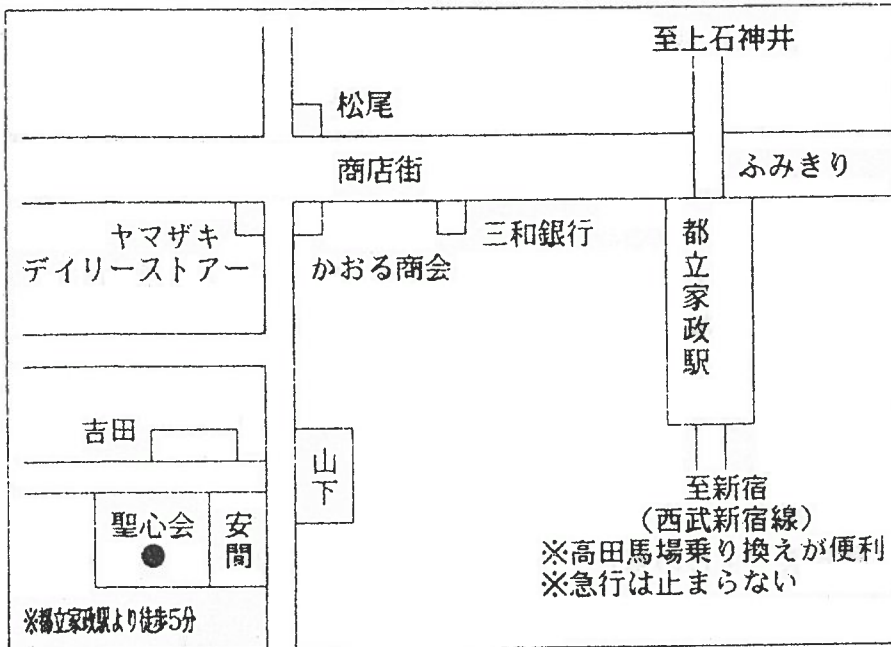 至上石神井
松尾
商店街
ふみきり
ヤマザキ
デイリーストアー
かおる商会
三和銀行
都立家政駅
吉田
山下
聖心会
安間
至新宿
(西武新宿線)
※高田馬場乗り換えが便利
※急行は止まらない
※都立家政駅より徒歩5分